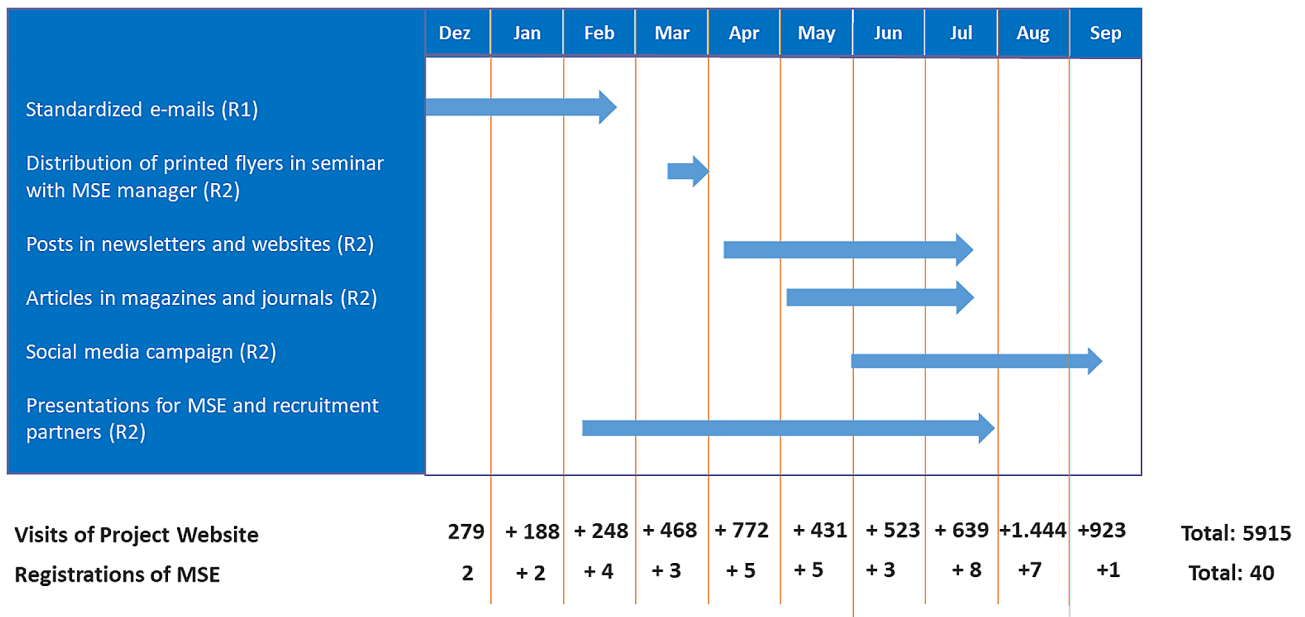 Dez Jan Feb Mar Apr May Jun Jul Aug Sep
Standardized e-mails (R1)
Distribution of printed flyers in seminar
with MSE manager (R2)
Posts in newsletters and websites (R2)
Articles in magazines and journals (R2)
Social media campaign (R2)
Presentations for MSE and recruitment
partners (R2)
Visits of Project Website 279 + 188 + 248 + 468 + 772 + 431 + 523 + 639 +1.444 +923 Total: 5915
Registrations of MSE 2 + 2 + 4 + 3 + 5 + 5 + 3 + 8 +7 +1 Total: 40